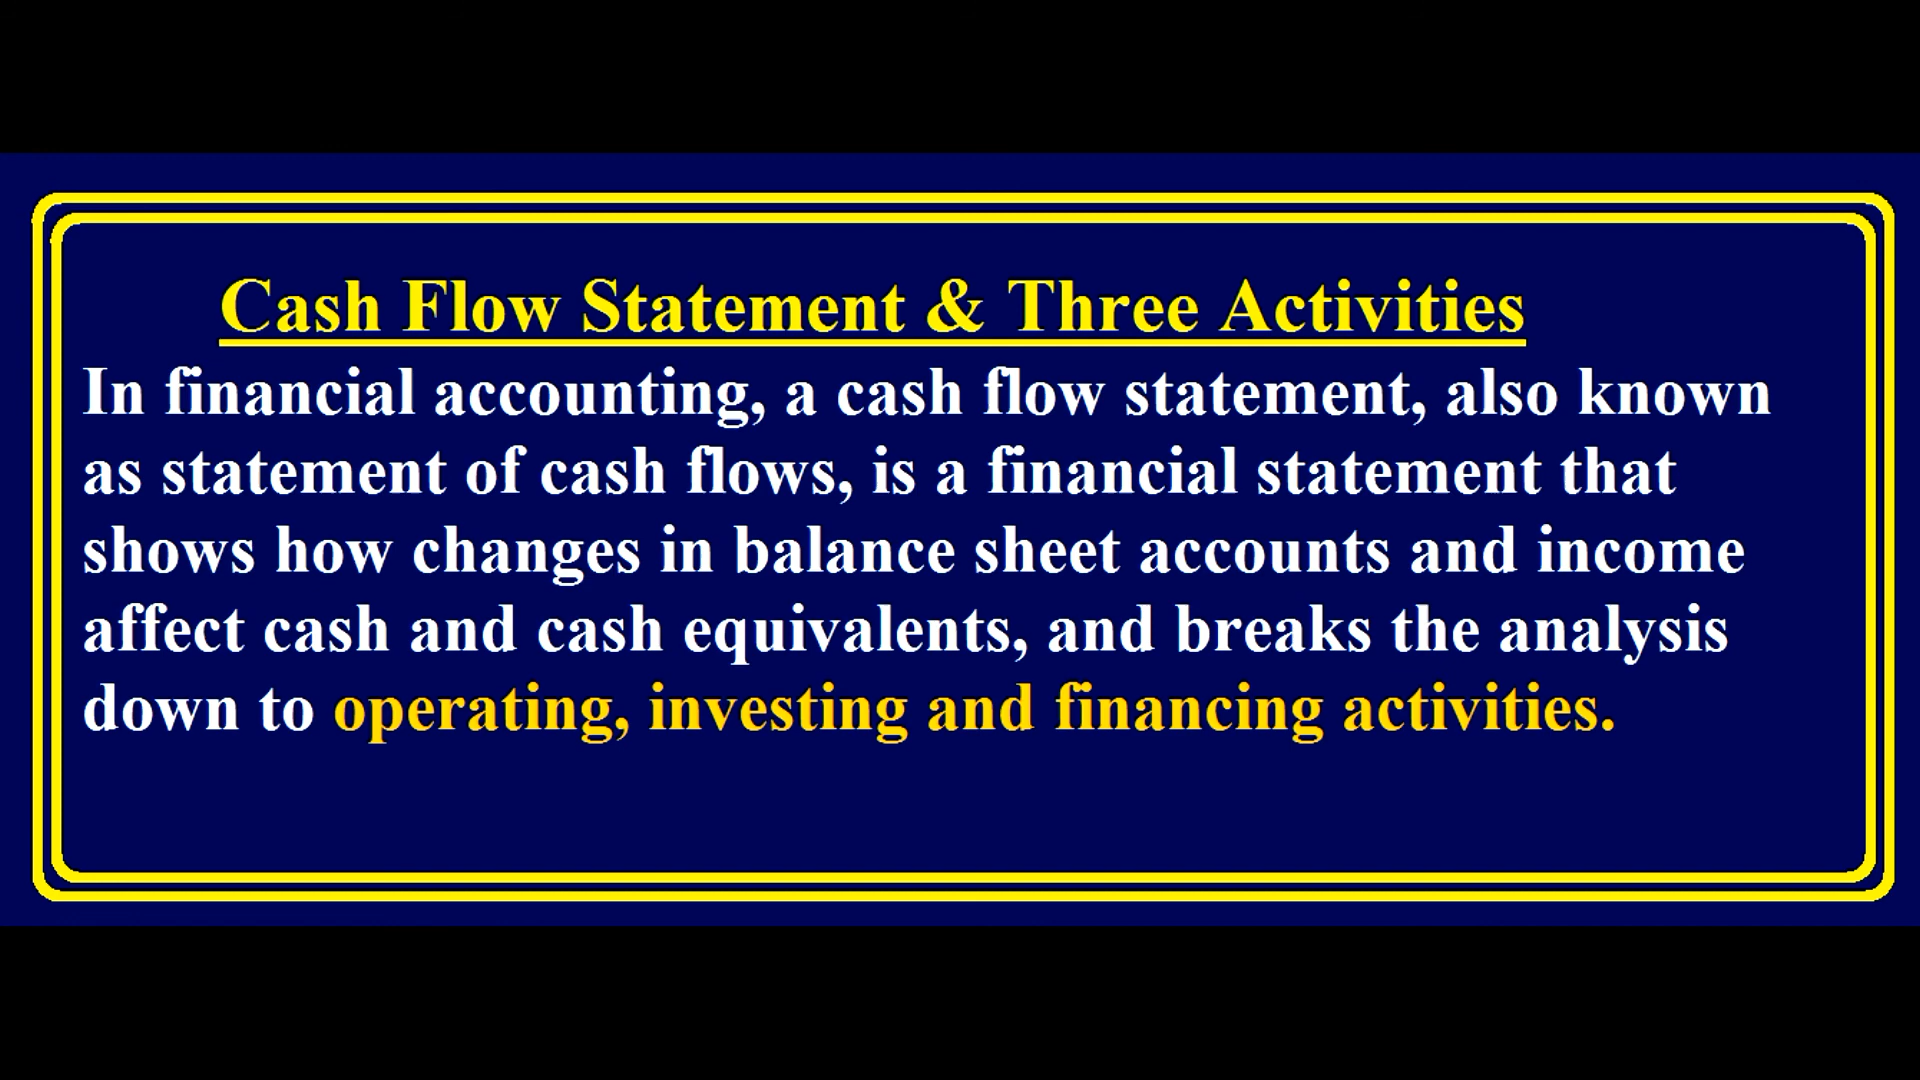 Cash Flow Statement & Three Activities
In financial accounting, a cash flow statement, also known
as statement of cash flows, is a financial statement that
shows how changes in balance sheet accounts and income
affect cash and cash equivalents, and breaks the analysis
down to operating, investing and financing activities.